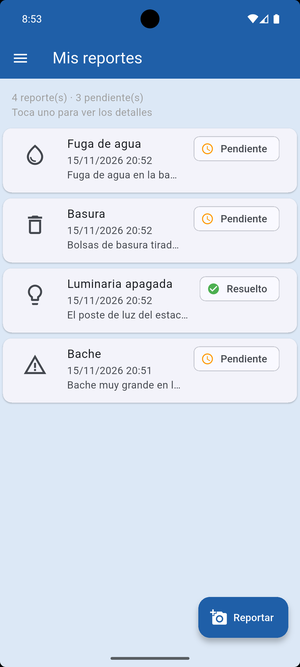 8:53
Mis reportes
4 reporte(s) · 3 pendiente(s)
Toca uno para ver los detalles
Fuga de agua
15/11/2026 20:52
Fuga de agua en la ba...
Pendiente
Basura
15/11/2026 20:52
Bolsas de basura tirad...
Pendiente
Luminaria apagada
15/11/2026 20:52
El poste de luz del estac...
Resuelto
Bache
15/11/2026 20:51
Bache muy grande en l...
Pendiente
Reportar